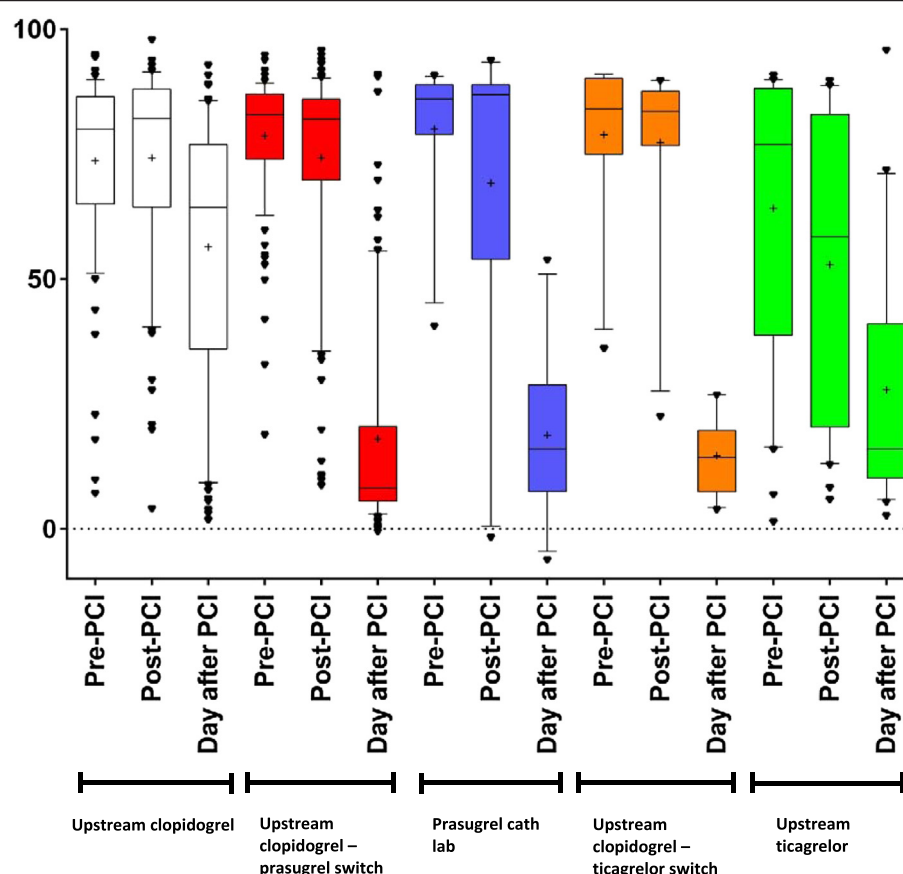 100
50
0
Pre-PCI
Post-PCI
Day after PCI
Pre-PCI
Post-PCI
Day after PCI
Pre-PCI
Post-PCI
Day after PCI
Pre-PCI
Post-PCI
Day after PCI
Pre-PCI
Post-PCI
Day after PCI
Upstream clopidogrel
Upstream
clopidogrel –
prasugrel switch
Prasugrel cath
lab
Upstream
clopidogrel –
ticagrelor switch
Upstream
ticagrelor